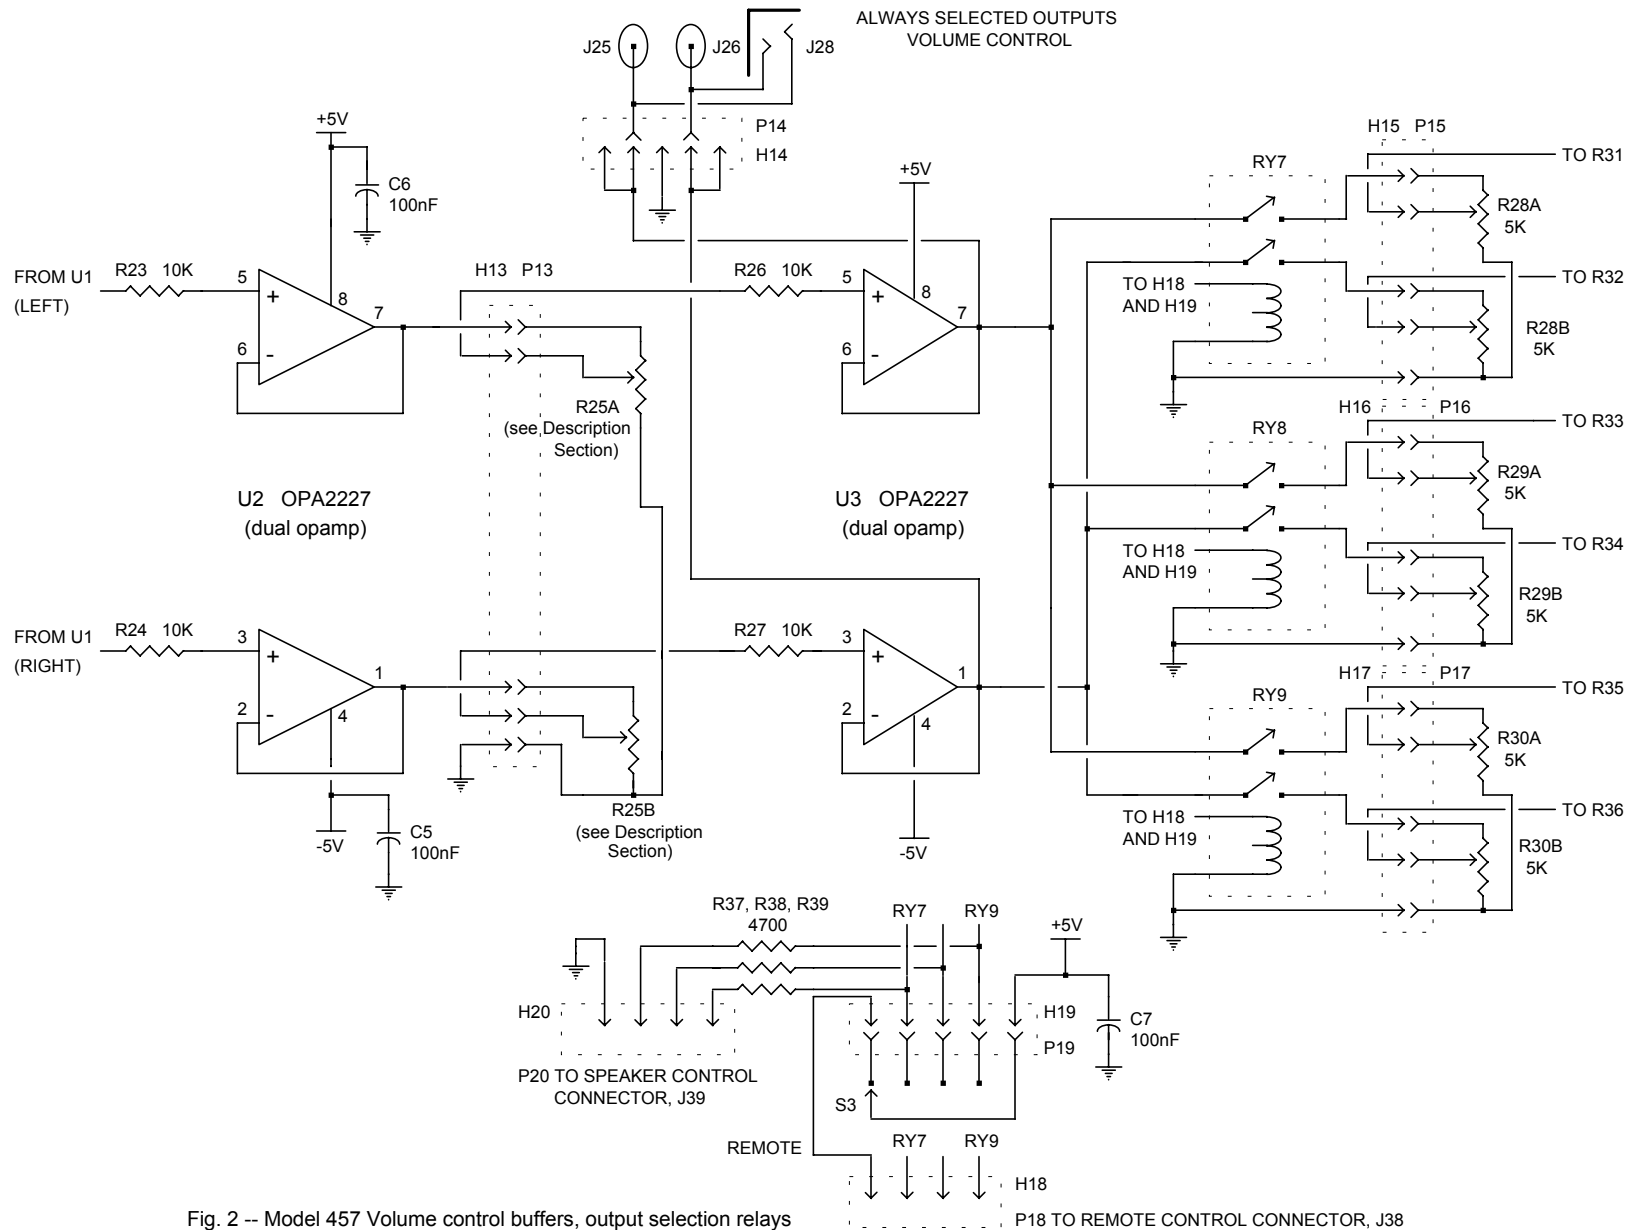 ALWAYS SELECTED OUTPUTS
VOLUME CONTROL
J25
J26
J28
P14
H14
+5V
C6
100nF
FROM U1
(LEFT)
R23 10K
5
6
+
-
8
7
H13 P13
R25A
(see Description
Section)
U2 OPA2227
(dual opamp)
R26 10K
+5V
5
6
+
-
8
7
U3 OPA2227
(dual opamp)
FROM U1
(RIGHT)
R24 10K
3
2
+
-
1
4
-5V
C5
100nF
R25B
(see Description
Section)
R27 10K
3
2
+
-
1
4
-5V
RY7
TO H18
AND H19
H15 P15
TO R31
R28A
5K
TO R32
R28B
5K
RY8
TO H18
AND H19
H16 P16
TO R33
R29A
5K
TO R34
R29B
5K
RY9
TO H18
AND H19
H17 P17
TO R35
R30A
5K
TO R36
R30B
5K
R37, R38, R39
4700
RY7
RY9
+5V
H20
H19
P19
C7
100nF
P20 TO SPEAKER CONTROL
CONNECTOR, J39
S3
REMOTE
RY7
RY9
H18
P18 TO REMOTE CONTROL CONNECTOR, J38
Fig. 2 -- Model 457 Volume control buffers, output selection relays